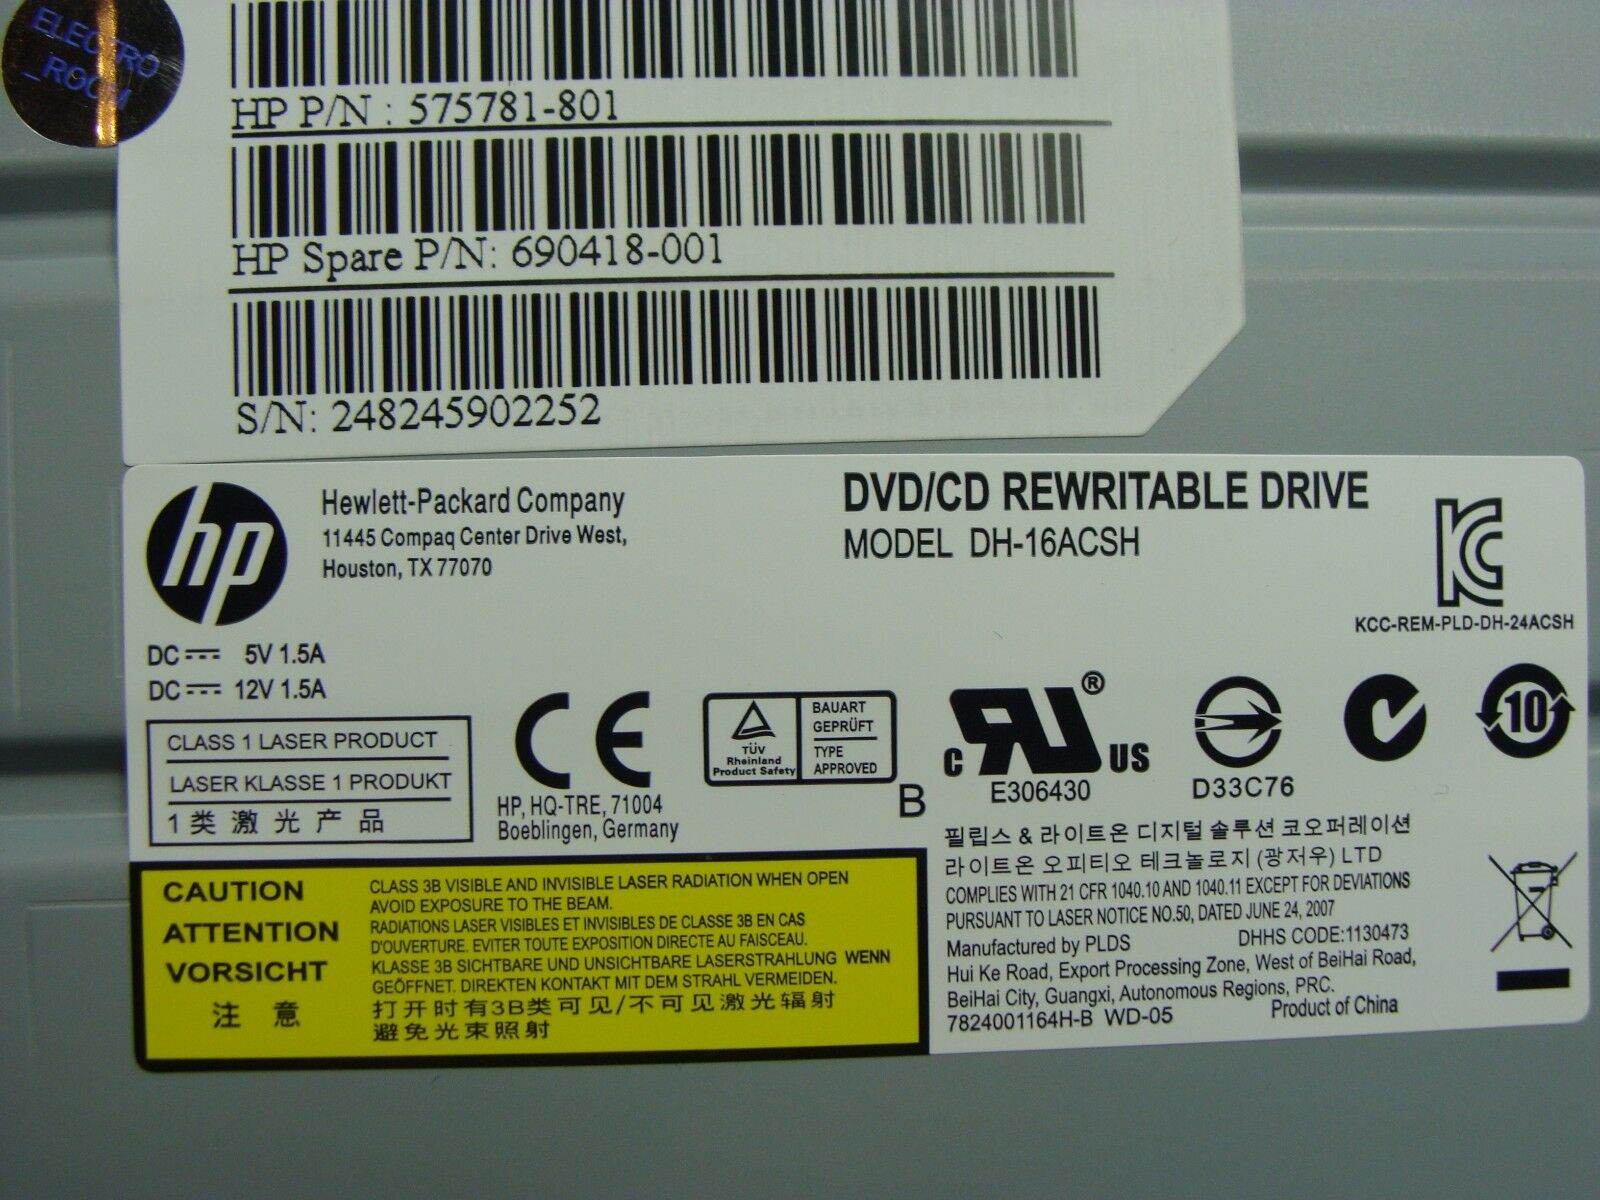 ELECTRO
_ROOM
HP P/N : 575781-801
HP Spare P/N: 690418-001
S/N: 248245902252
hp
Hewlett-Packard Company
11445 Compaq Center Drive West,
Houston, TX 77070
DVD/CD REWRITABLE DRIVE
MODEL DH-16ACSH
KCC-REM-PLD-DH-24ACSH
DC 5V 1.5A
DC 12V 1.5A
CLASS 1 LASER PRODUCT
LASER KLASSE 1 PRODUKT
1类激光产品
CE
HP, HQ-TRE, 71004
Boeblingen, Germany
TÜV
Rheinland
Product Safety
BAUART
GEPRÜFT
TYPE
APPROVED
B
c RU ® US
E306430
D33C76
10
필립스 & 라이트온 디지털 솔루션 코오퍼레이션
라이트온 오피티오 테크놀로지 (광저우) LTD
COMPLIES WITH 21 CFR 1040.10 AND 1040.11 EXCEPT FOR DEVIATIONS
PURSUANT TO LASER NOTICE NO.50, DATED JUNE 24, 2007
Manufactured by PLDS DHHS CODE:1130473
Hui Ke Road, Export Processing Zone, West of BeiHai Road,
BeiHai City, Guangxi, Autonomous Regions, PRC.
7824001164H-B WD-05 Product of China
CAUTION
ATTENTION
VORSICHT
注 意
CLASS 3B VISIBLE AND INVISIBLE LASER RADIATION WHEN OPEN
AVOID EXPOSURE TO THE BEAM.
RADIATIONS LASER VISIBLES ET INVISIBLES DE CLASSE 3B EN CAS
D'OUVERTURE. EVITER TOUTE EXPOSITION DIRECTE AU FAISCEAU.
KLASSE 3B SICHTBARE UND UNSICHTBARE LASERSTRAHLUNG WENN
GEÖFFNET. DIREKTEN KONTAKT MIT DEM STRAHL VERMEIDEN.
打开时有3B类可见/不可见激光辐射
避免光束照射